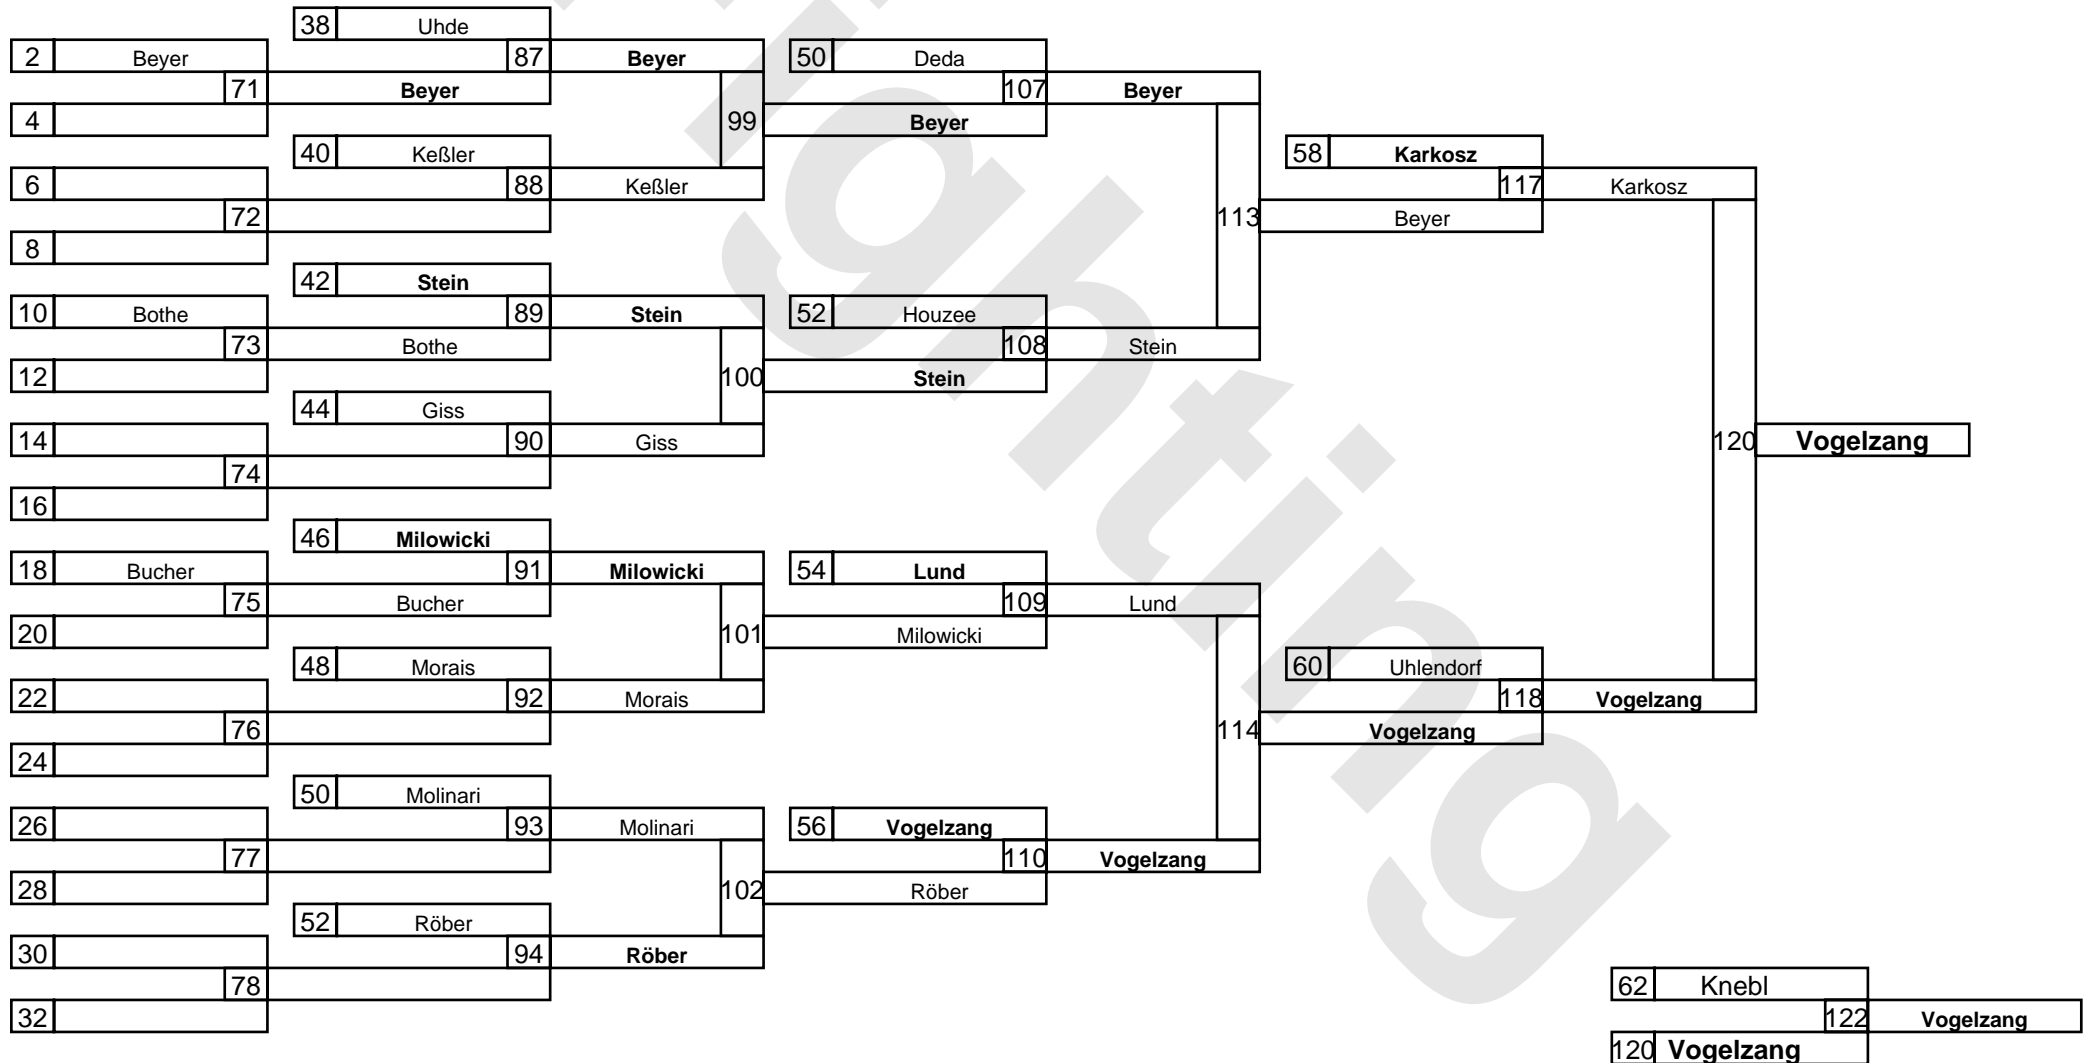 38 Uhde
2 Beyer 87 Beyer 50 Deda
71 Beyer 107 Beyer
4 99 Beyer
40 Keßler 58 Karkosz
6 88 Keßler 117 Karkosz
72 113 Beyer
8
42 Stein
10 Bothe 89 Stein 52 Houzee
73 Bothe 108 Stein
12 100 Stein
44 Giss
14 90 Giss 120 Vogelzang
74
16
46 Milowicki
18 Bucher 91 Milowicki 54 Lund
75 Bucher 109 Lund
20 101 Milowicki
48 Morais 60 Uhlendorf
22 92 Morais 118 Vogelzang
76 114 Vogelzang
24
50 Molinari
26 93 Molinari 56 Vogelzang
77 110 Vogelzang
28 102 Röber
52 Röber
30 94 Röber
78 62 Knebl
32 122 Vogelzang
120 Vogelzang
ighting